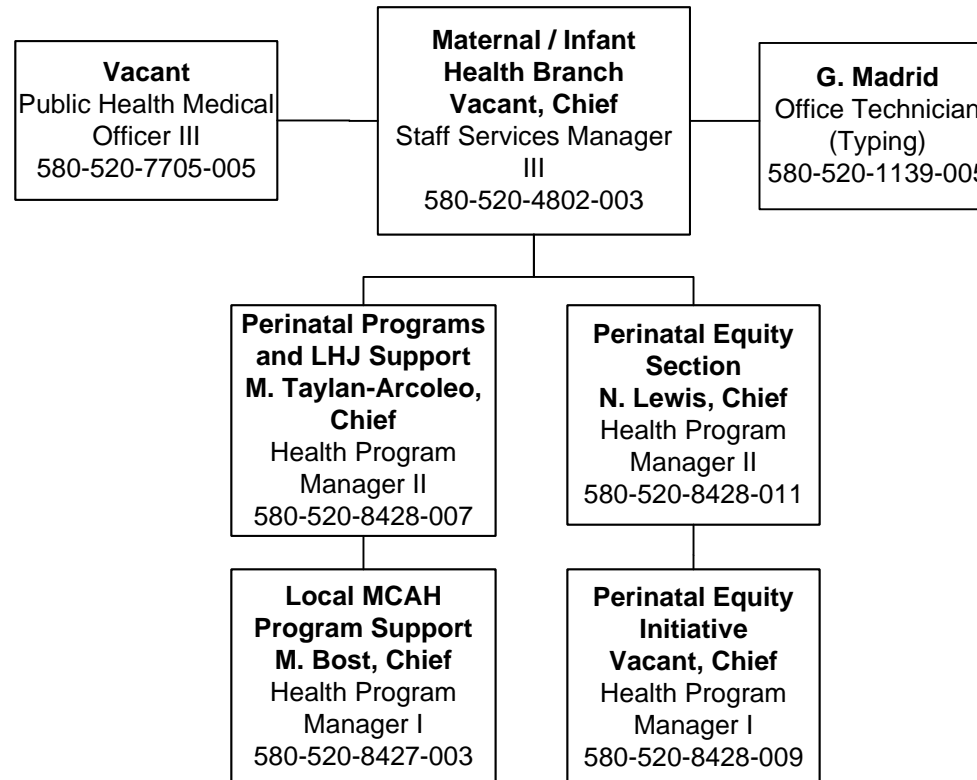 Vacant
Public Health Medical
Officer III
580-520-7705-005
Maternal / Infant
Health Branch
Vacant, Chief
Staff Services Manager
III
580-520-4802-003
G. Madrid
Office Technician
(Typing)
580-520-1139-005
Perinatal Programs
and LHJ Support
M. Taylan-Arcoleo,
Chief
Health Program
Manager II
580-520-8428-007
Perinatal Equity
Section
N. Lewis, Chief
Health Program
Manager II
580-520-8428-011
Local MCAH
Program Support
M. Bost, Chief
Health Program
Manager I
580-520-8427-003
Perinatal Equity
Initiative
Vacant, Chief
Health Program
Manager I
580-520-8428-009